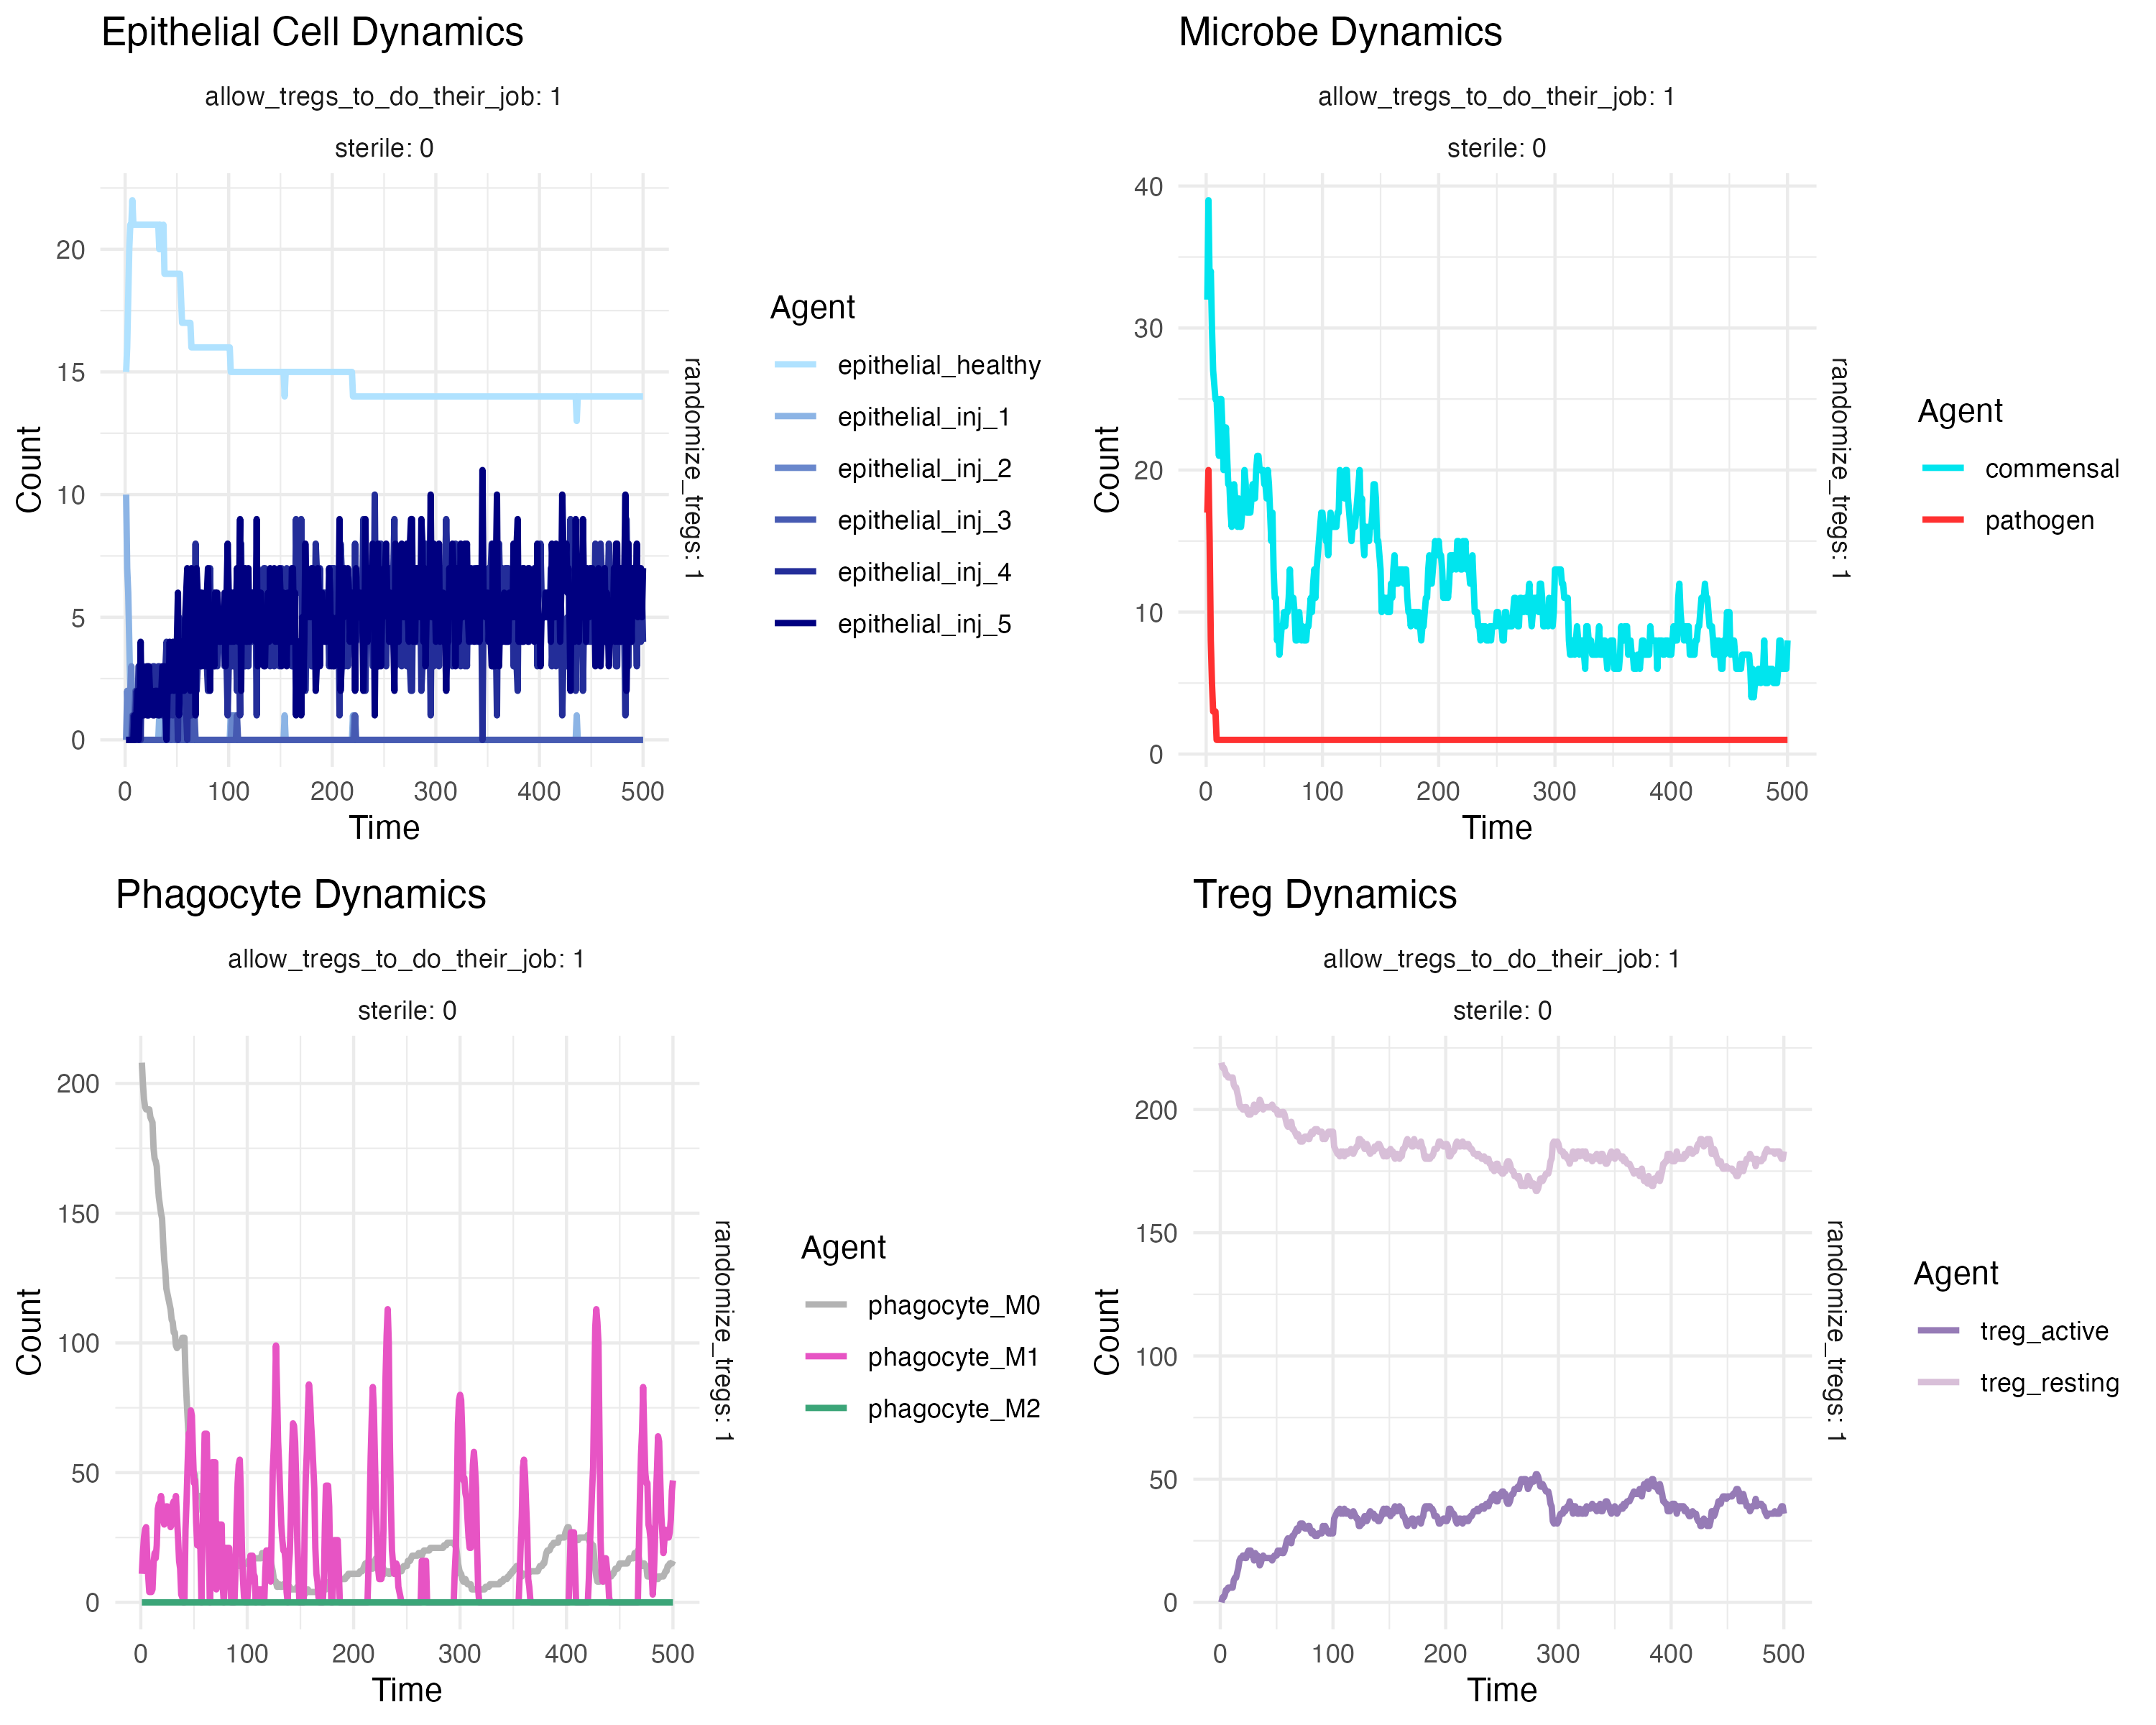 Epithelial Cell Dynamics
allow_tregs_to_do_their_job: 1
sterile: 0
20
15
10
5
0
Count
0 100 200 300 400 500
Time
randomize_tregs: 1
Agent
epithelial_healthy
epithelial_inj_1
epithelial_inj_2
epithelial_inj_3
epithelial_inj_4
epithelial_inj_5
Microbe Dynamics
allow_tregs_to_do_their_job: 1
sterile: 0
40
30
20
10
0
Count
0 100 200 300 400 500
Time
randomize_tregs: 1
Agent
commensal
pathogen
Phagocyte Dynamics
allow_tregs_to_do_their_job: 1
sterile: 0
200
150
100
50
0
Count
0 100 200 300 400 500
Time
randomize_tregs: 1
Agent
phagocyte_M0
phagocyte_M1
phagocyte_M2
Treg Dynamics
allow_tregs_to_do_their_job: 1
sterile: 0
200
150
100
50
0
Count
0 100 200 300 400 500
Time
randomize_tregs: 1
Agent
treg_active
treg_resting